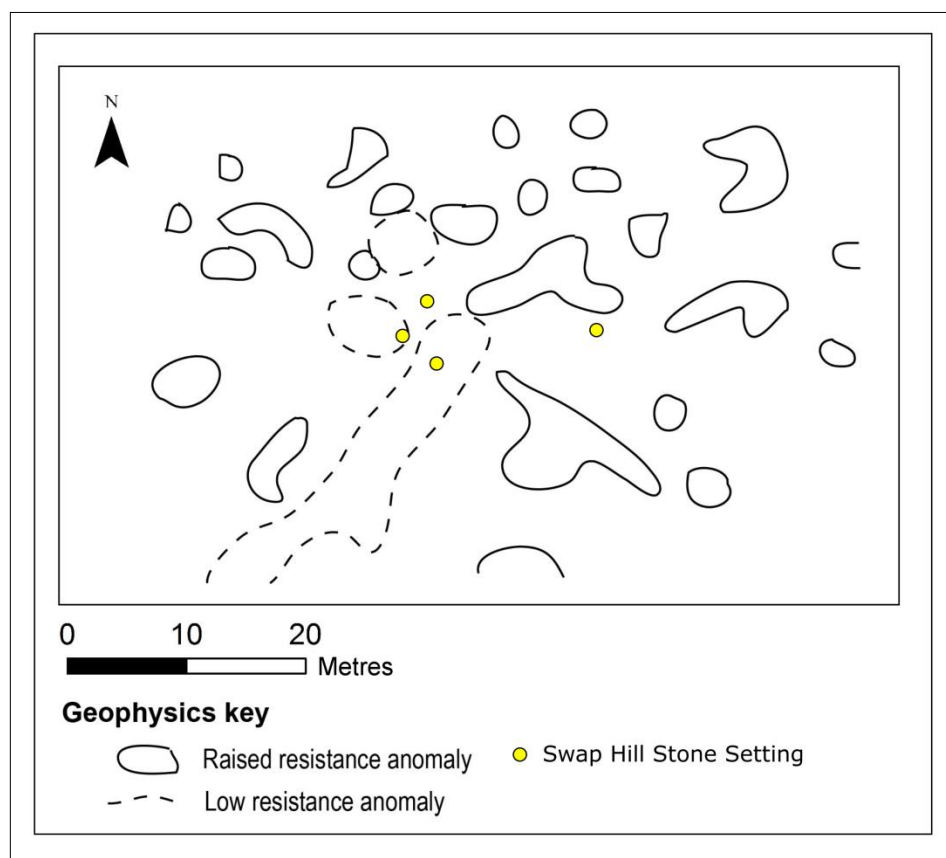 N
0 10 20
Metres
Geophysics key
Raised resistance anomaly
Swap Hill Stone Setting
Low resistance anomaly